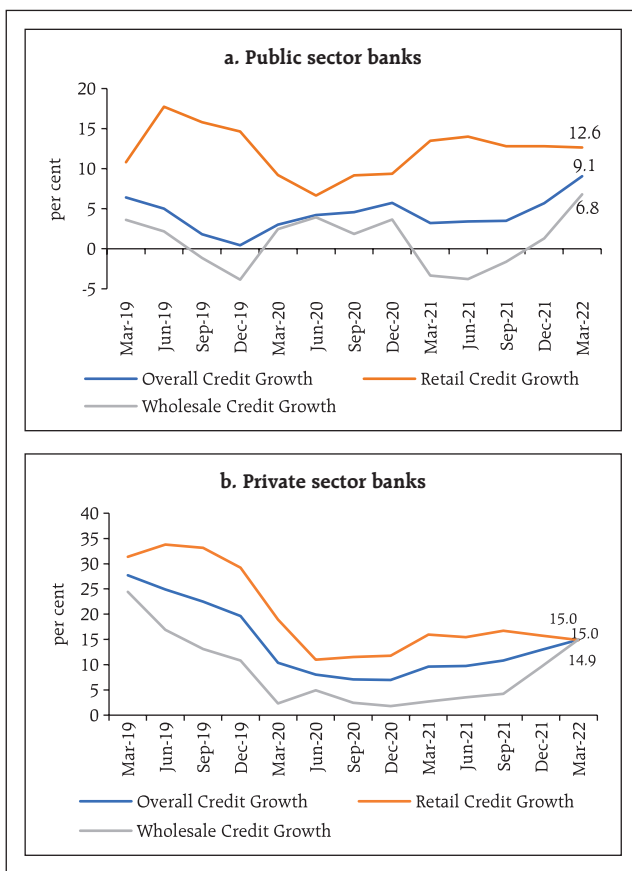 a. Public sector banks
per cent
20
15
10
5
0
-5
12.6
9.1
6.8
Mar-19
Jun-19
Sep-19
Dec-19
Mar-20
Jun-20
Sep-20
Dec-20
Mar-21
Jun-21
Sep-21
Dec-21
Mar-22
Overall Credit Growth
Retail Credit Growth
Wholesale Credit Growth
b. Private sector banks
per cent
40
35
30
25
20
15
10
5
0
15.0
15.0
14.9
Mar-19
Jun-19
Sep-19
Dec-19
Mar-20
Jun-20
Sep-20
Dec-20
Mar-21
Jun-21
Sep-21
Dec-21
Mar-22
Overall Credit Growth
Retail Credit Growth
Wholesale Credit Growth